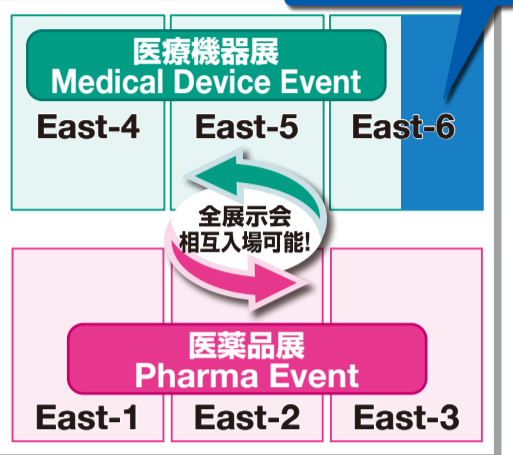 医療機器展
Medical Device Event
East-4
East-5
East-6
全展示会
相互入場可能!
医薬品展
Pharma Event
East-1
East-2
East-3